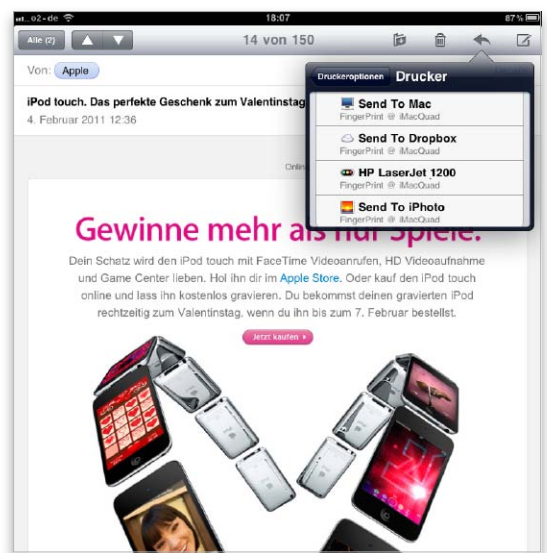 o2-de
18:07
87%
Alle (2)
14 von 150
Von: Apple
Druckeroptionen
Drucker
Send To Mac
FingerPrint @ iMacQuad
Send To Dropbox
FingerPrint @ iMacQuad
HP LaserJet 1200
FingerPrint @ iMacQuad
Send To iPhoto
FingerPrint @ iMacQuad
iPod touch. Das perfekte Geschenk zum Valentinstag
4. Februar 2011 12:36
Gewinne mehr als nur Spiele.
Dein Schatz wird den iPod touch mit FaceTime Videoanrufen, HD Videoaufnahme
und Game Center lieben. Hol ihn dir im Apple Store. Oder kauf den iPod touch
online und lass ihn kostenlos gravieren. Du bekommst deinen gravierten iPod
rechtzeitig zum Valentinstag, wenn du ihn bis zum 7. Februar bestellst.
Jetzt kaufen